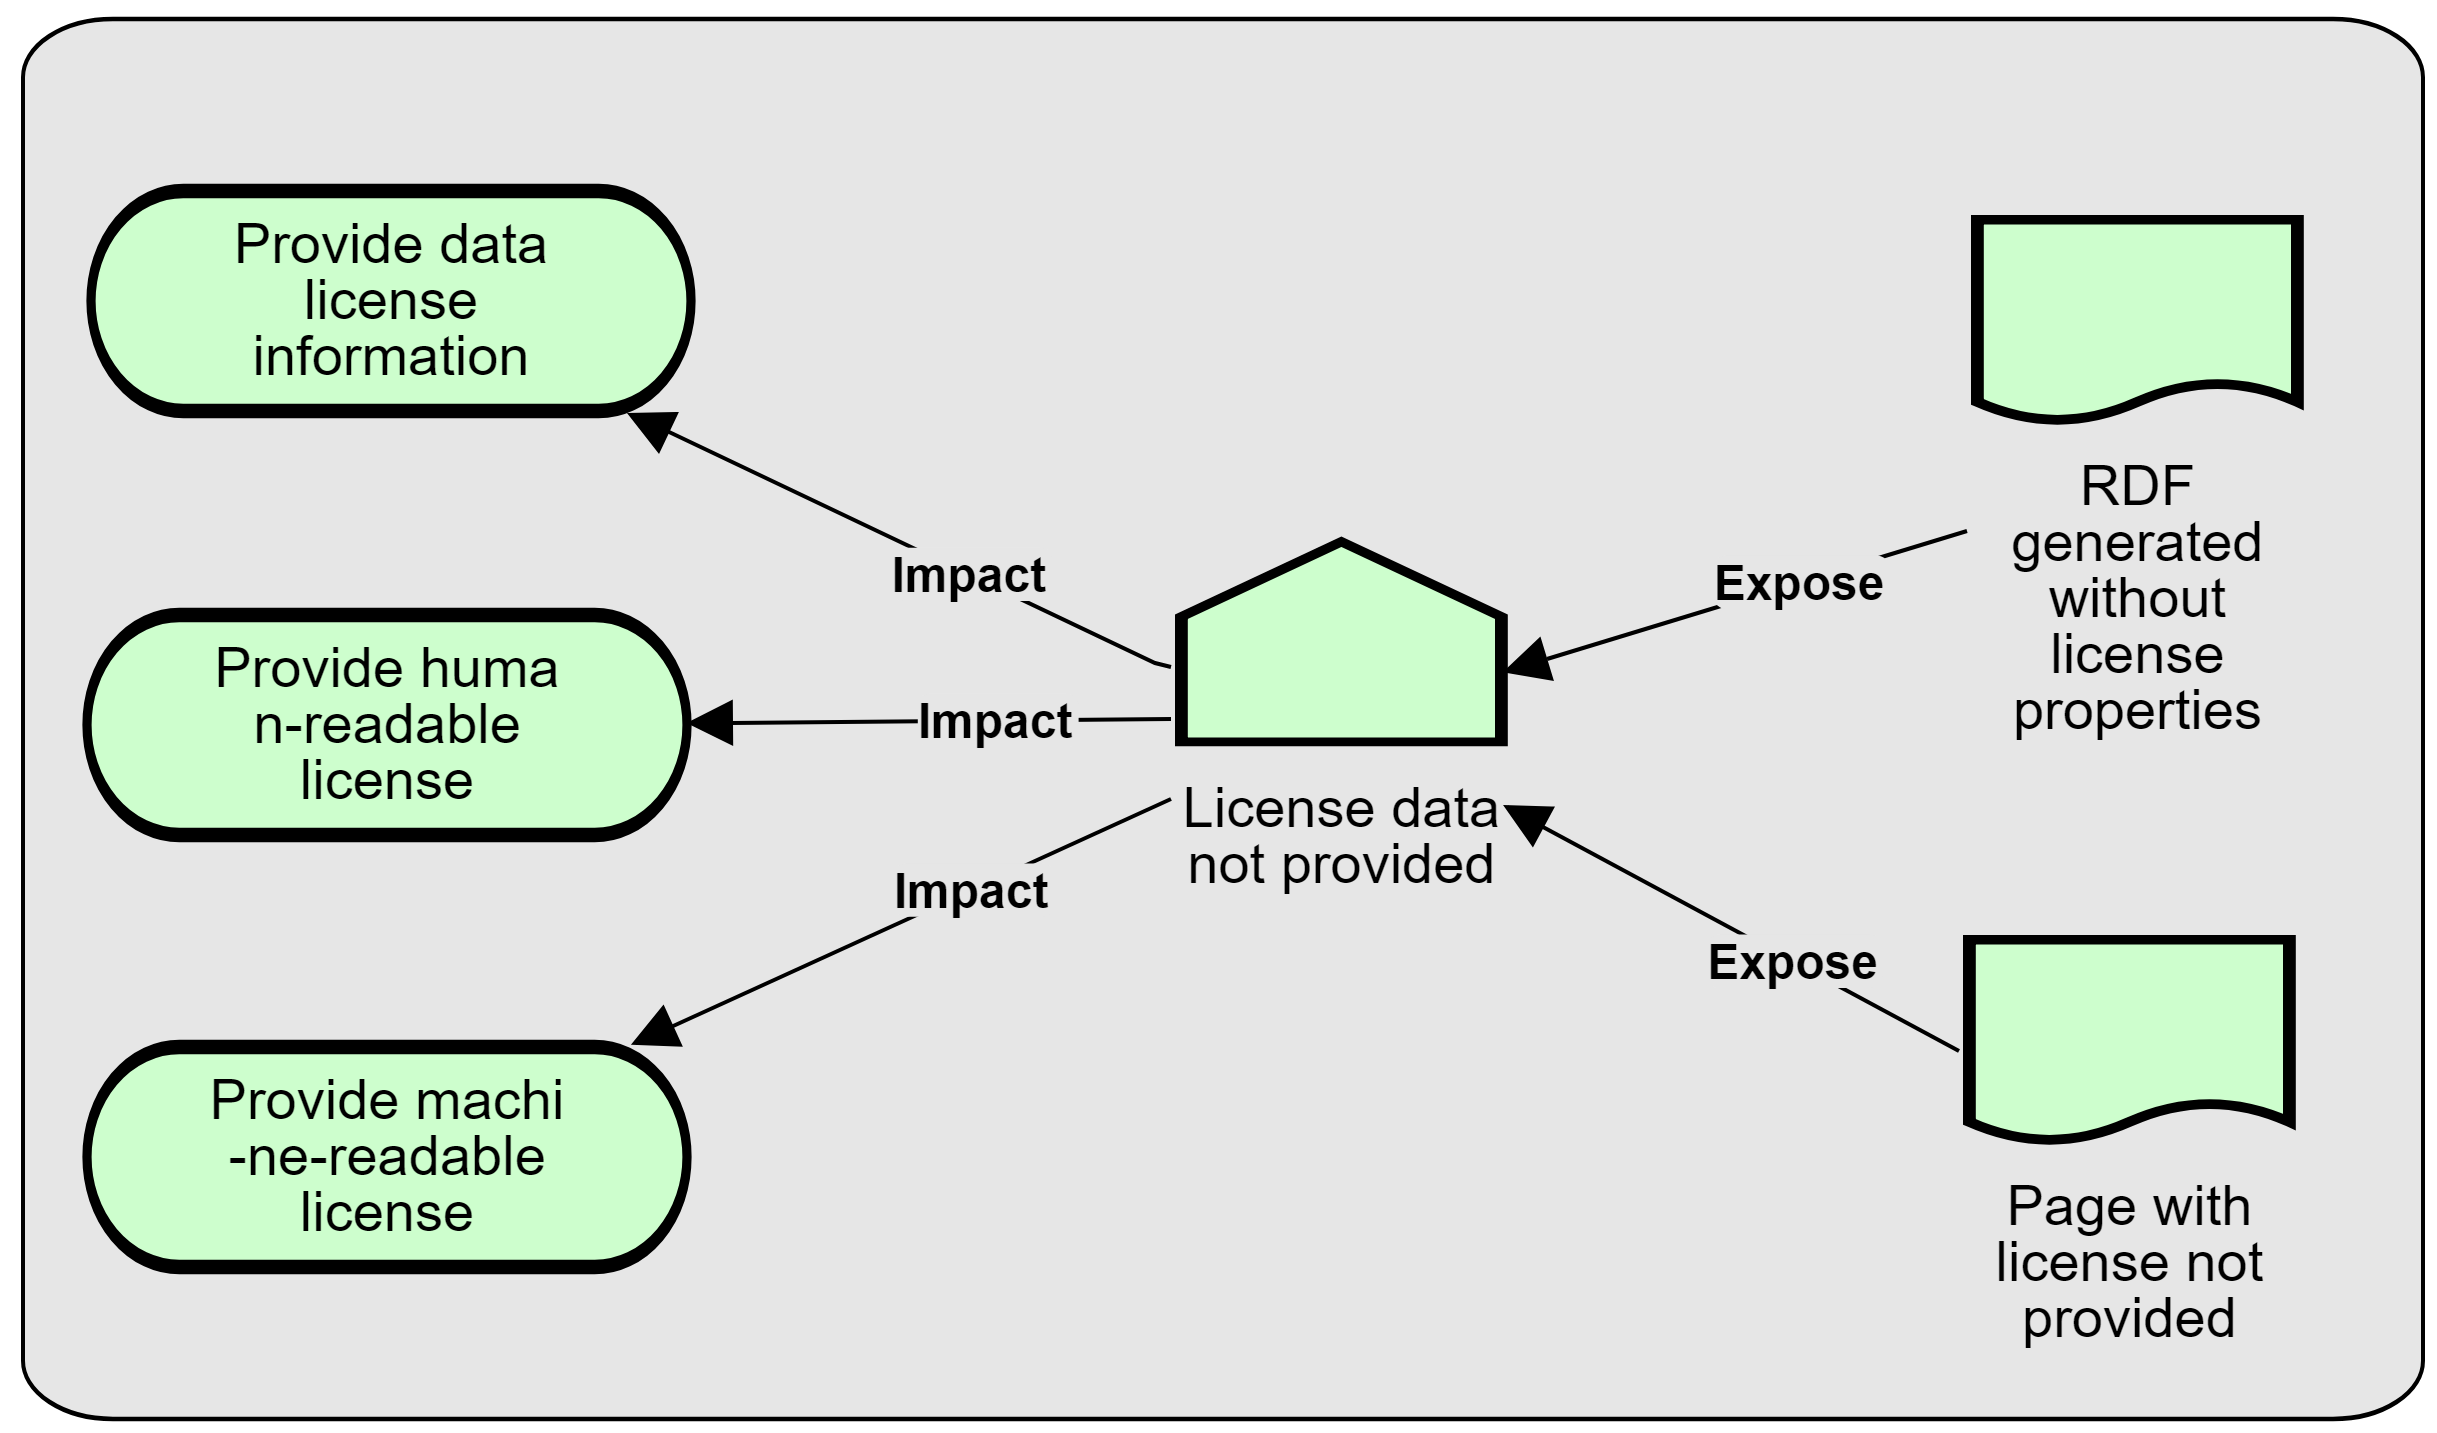 Provide data
license
information
Impact
Provide huma
n-readable
license
Impact
Provide machi
-ne-readable
license
Impact
License data
not provided
Expose
RDF
generated
without
license
properties
Expose
Page with
license not
provided